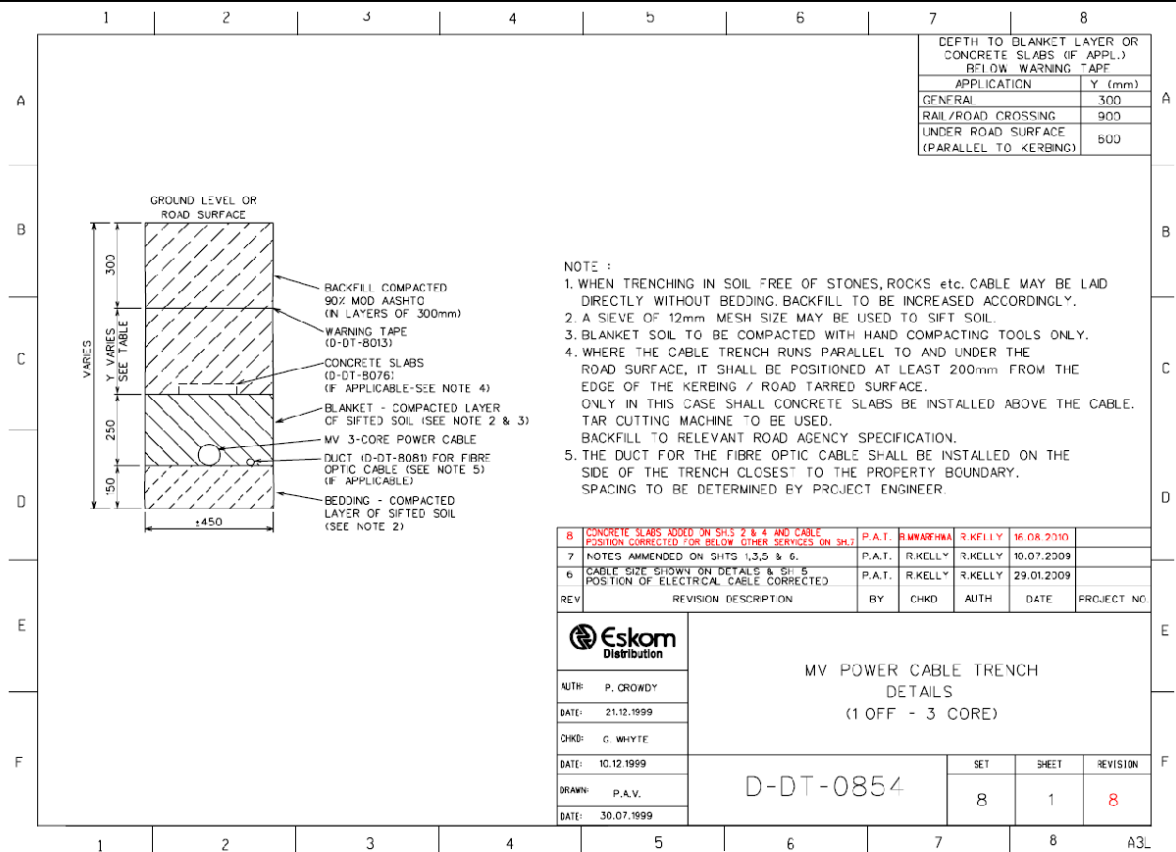 1 2 3 4 5 6 7 8
DEPTH TO BLANKET LAYER OR
CONCRETE SLABS (IF APPL.)
BELOW WARNING TAPE
APPLICATION Y (mm)
GENERAL 300
RAIL/ROAD CROSSING 900
UNDER ROAD SURFACE
(PARALLEL TO KERBING) 600
A A
B B
C C
D D
E E
F F
GROUND LEVEL OR
ROAD SURFACE
VARIES
300
Y VARIES
SEE TABLE
250
150
±450
BACKFILL COMPACTED
90% MOD AASHTO
(IN LAYERS OF 300mm)
WARNING TAPE
(D-DT-8013)
CONCRETE SLABS
(D-DT-8076)
(IF APPLICABLE-SEE NOTE 4)
BLANKET - COMPACTED LAYER
OF SIFTED SOIL (SEE NOTE 2 & 3)
MV 3-CORE POWER CABLE
DUCT (D-DT-8081) FOR FIBRE
OPTIC CABLE (SEE NOTE 5)
(IF APPLICABLE)
BEDDING - COMPACTED
LAYER OF SIFTED SOIL
(SEE NOTE 2)
NOTE :
1. WHEN TRENCHING IN SOIL FREE OF STONES, ROCKS etc. CABLE MAY BE LAID
DIRECTLY WITHOUT BEDDING. BACKFILL TO BE INCREASED ACCORDINGLY.
2. A SIEVE OF 12mm MESH SIZE MAY BE USED TO SIFT SOIL.
3. BLANKET SOIL TO BE COMPACTED WITH HAND COMPACTING TOOLS ONLY.
4. WHERE THE CABLE TRENCH RUNS PARALLEL TO AND UNDER THE
ROAD SURFACE, IT SHALL BE POSITIONED AT LEAST 200mm FROM THE
EDGE OF THE KERBING / ROAD TARRED SURFACE.
ONLY IN THIS CASE SHALL CONCRETE SLABS BE INSTALLED ABOVE THE CABLE.
TAR CUTTING MACHINE TO BE USED.
BACKFILL TO RELEVANT ROAD AGENCY SPECIFICATION.
5. THE DUCT FOR THE FIBRE OPTIC CABLE SHALL BE INSTALLED ON THE
SIDE OF THE TRENCH CLOSEST TO THE PROPERTY BOUNDARY.
SPACING TO BE DETERMINED BY PROJECT ENGINEER.
8 CONCRETE SLABS ADDED ON SH.S 2 & 4 AND CABLE
POSITION CORRECTED FOR BELOW OTHER SERVICES ON SH.7 P.A.T. B.MWAREHWA R.KELLY 16.08.2010
7 NOTES AMMENDED ON SHTS 1,3,5 & 6. P.A.T. R.KELLY R.KELLY 10.07.2009
6 CABLE SIZE SHOWN ON DETAILS & SH 5
POSITION OF ELECTRICAL CABLE CORRECTED P.A.T. R.KELLY R.KELLY 29.01.2009
REV REVISION DESCRIPTION BY CHKD AUTH DATE PROJECT NO.
Eskom
Distribution
AUTH: P. CROWDY
DATE: 21.12.1999
CHKD: G. WHYTE
DATE: 10.12.1999
DRAWN: P.A.V.
DATE: 30.07.1999
MV POWER CABLE TRENCH
DETAILS
(1 OFF - 3 CORE)
D-DT-0854
SET SHEET REVISION
8 1 8
1 2 3 4 5 6 7 8 A3L